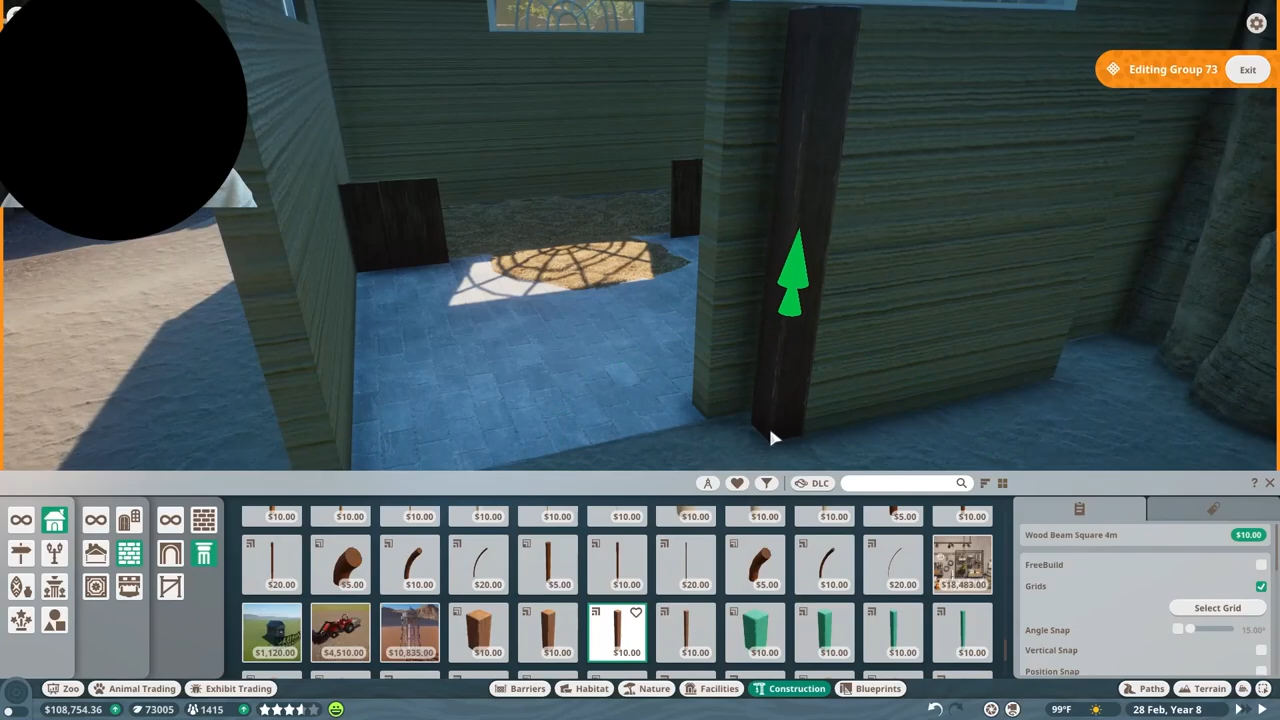 Editing Group 73 Exit
DLC ? ✕
$10.00 $10.00 $10.00 $10.00 $10.00 $10.00 $10.00 $10.00 $10.00 $5.00 $10.00
$20.00 $5.00 $10.00 $20.00 $5.00 $10.00 $20.00 $5.00 $10.00 $20.00 $18,483.00
$1,120.00 $4,510.00 $10,835.00 $10.00 $10.00 $10.00 $10.00 $10.00 $10.00 $10.00 $10.00
Wood Beam Square 4m $10.00
FreeBuild
Grids
Select Grid
Angle Snap 15.00°
Vertical Snap
Position Snap
Zoo Animal Trading Exhibit Trading Barriers Habitat Nature Facilities Construction Blueprints Paths Terrain
$108,754.36 73005 1415 99°F 28 Feb, Year 8